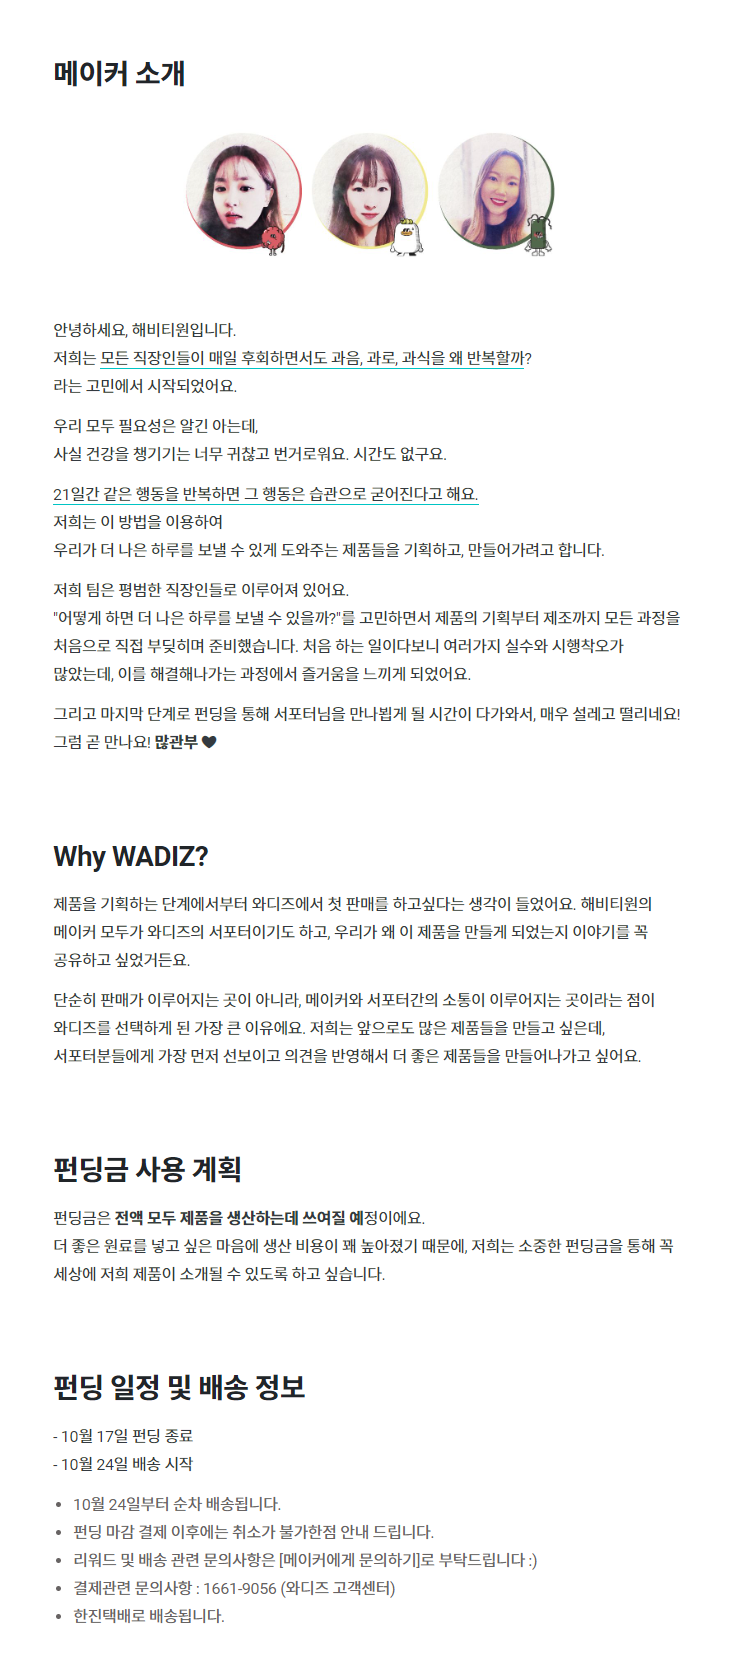 메이커 소개
안녕하세요, 해비티원입니다.
저희는 모든 직장인들이 매일 후회하면서도 과음, 과로, 과식을 왜 반복할까?
라는 고민에서 시작되었어요.
우리 모두 필요성은 알긴 아는데,
사실 건강을 챙기기는 너무 귀찮고 번거로워요. 시간도 없구요.
21일간 같은 행동을 반복하면 그 행동은 습관으로 굳어진다고 해요.
저희는 이 방법을 이용하여
우리가 더 나은 하루를 보낼 수 있게 도와주는 제품들을 기획하고, 만들어가려고 합니다.
저희 팀은 평범한 직장인들로 이루어져 있어요.
"어떻게 하면 더 나은 하루를 보낼 수 있을까?"를 고민하면서 제품의 기획부터 제조까지 모든 과정을
처음으로 직접 부딪히며 준비했습니다. 처음 하는 일이다보니 여러가지 실수와 시행착오가
많았는데, 이를 해결해나가는 과정에서 즐거움을 느끼게 되었어요.
그리고 마지막 단계로 펀딩을 통해 서포터님을 만나뵙게 될 시간이 다가와서, 매우 설레고 떨리네요!
그럼 곧 만나요! 많관부 🖤
Why WADIZ?
제품을 기획하는 단계에서부터 와디즈에서 첫 판매를 하고싶다는 생각이 들었어요. 해비티원의
메이커 모두가 와디즈의 서포터이기도 하고, 우리가 왜 이 제품을 만들게 되었는지 이야기를 꼭
공유하고 싶었거든요.
단순히 판매가 이루어지는 곳이 아니라, 메이커와 서포터간의 소통이 이루어지는 곳이라는 점이
와디즈를 선택하게 된 가장 큰 이유에요. 저희는 앞으로도 많은 제품들을 만들고 싶은데,
서포터분들에게 가장 먼저 선보이고 의견을 반영해서 더 좋은 제품들을 만들어나가고 싶어요.
펀딩금 사용 계획
펀딩금은 전액 모두 제품을 생산하는데 쓰여질 예정이에요.
더 좋은 원료를 넣고 싶은 마음에 생산 비용이 꽤 높아졌기 때문에, 저희는 소중한 펀딩금을 통해 꼭
세상에 저희 제품이 소개될 수 있도록 하고 싶습니다.
펀딩 일정 및 배송 정보
- 10월 17일 펀딩 종료
- 10월 24일 배송 시작
• 10월 24일부터 순차 배송됩니다.
• 펀딩 마감 결제 이후에는 취소가 불가한점 안내 드립니다.
• 리워드 및 배송 관련 문의사항은 [메이커에게 문의하기]로 부탁드립니다 :)
• 결제관련 문의사항 : 1661-9056 (와디즈 고객센터)
• 한진택배로 배송됩니다.